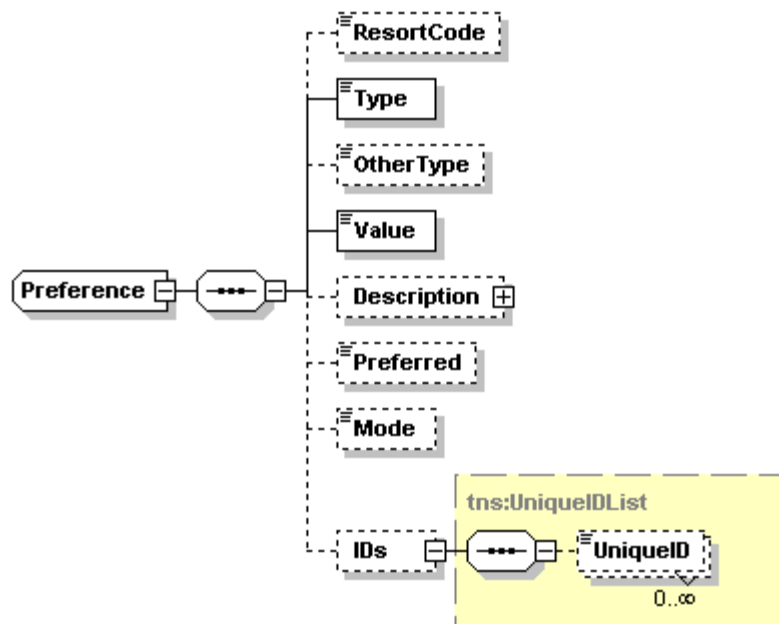 ResortCode
Type
OtherType
Value
Preference
Description
Preferred
Mode
tns:UniqueIDList
IDs
UniqueID
0..∞